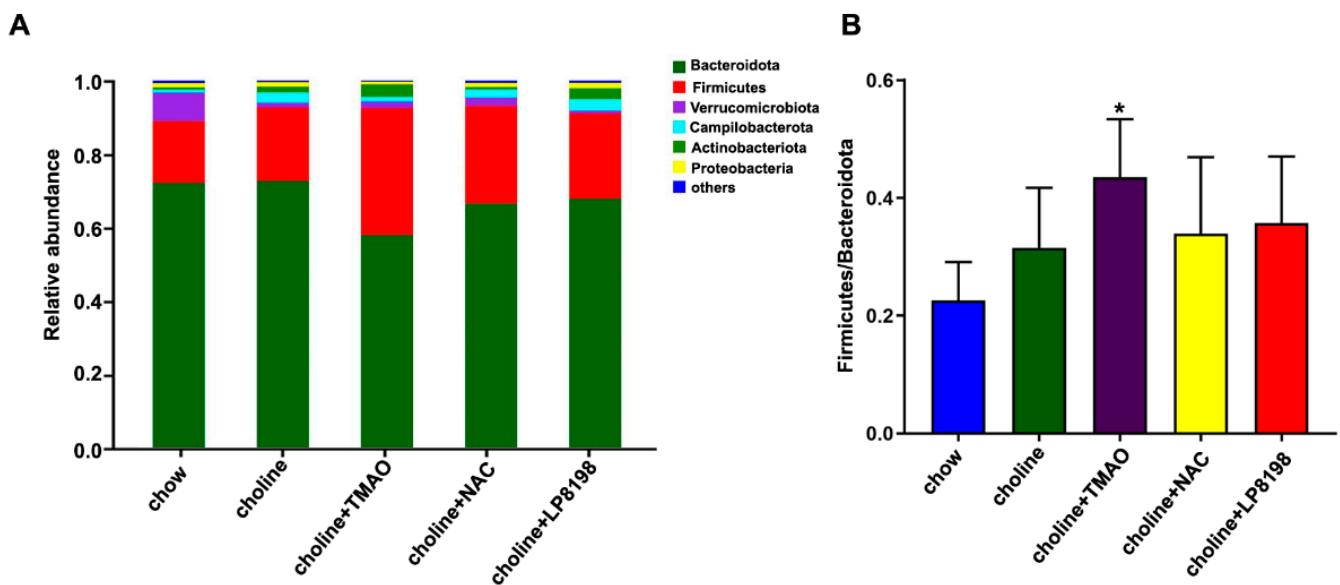 A
Relative abundance
1.0
0.8
0.6
0.4
0.2
0.0
chow
choline
choline+TMAO
choline+NAC
choline+LP8198
Bacteroidota
Firmicutes
Verrucomicrobiota
Campilobacterota
Actinobacteriota
Proteobacteria
others
B
Firmicutes/Bacteroidota
0.6
0.4
0.2
0.0
*
chow
choline
choline+TMAO
choline+NAC
choline+LP8198